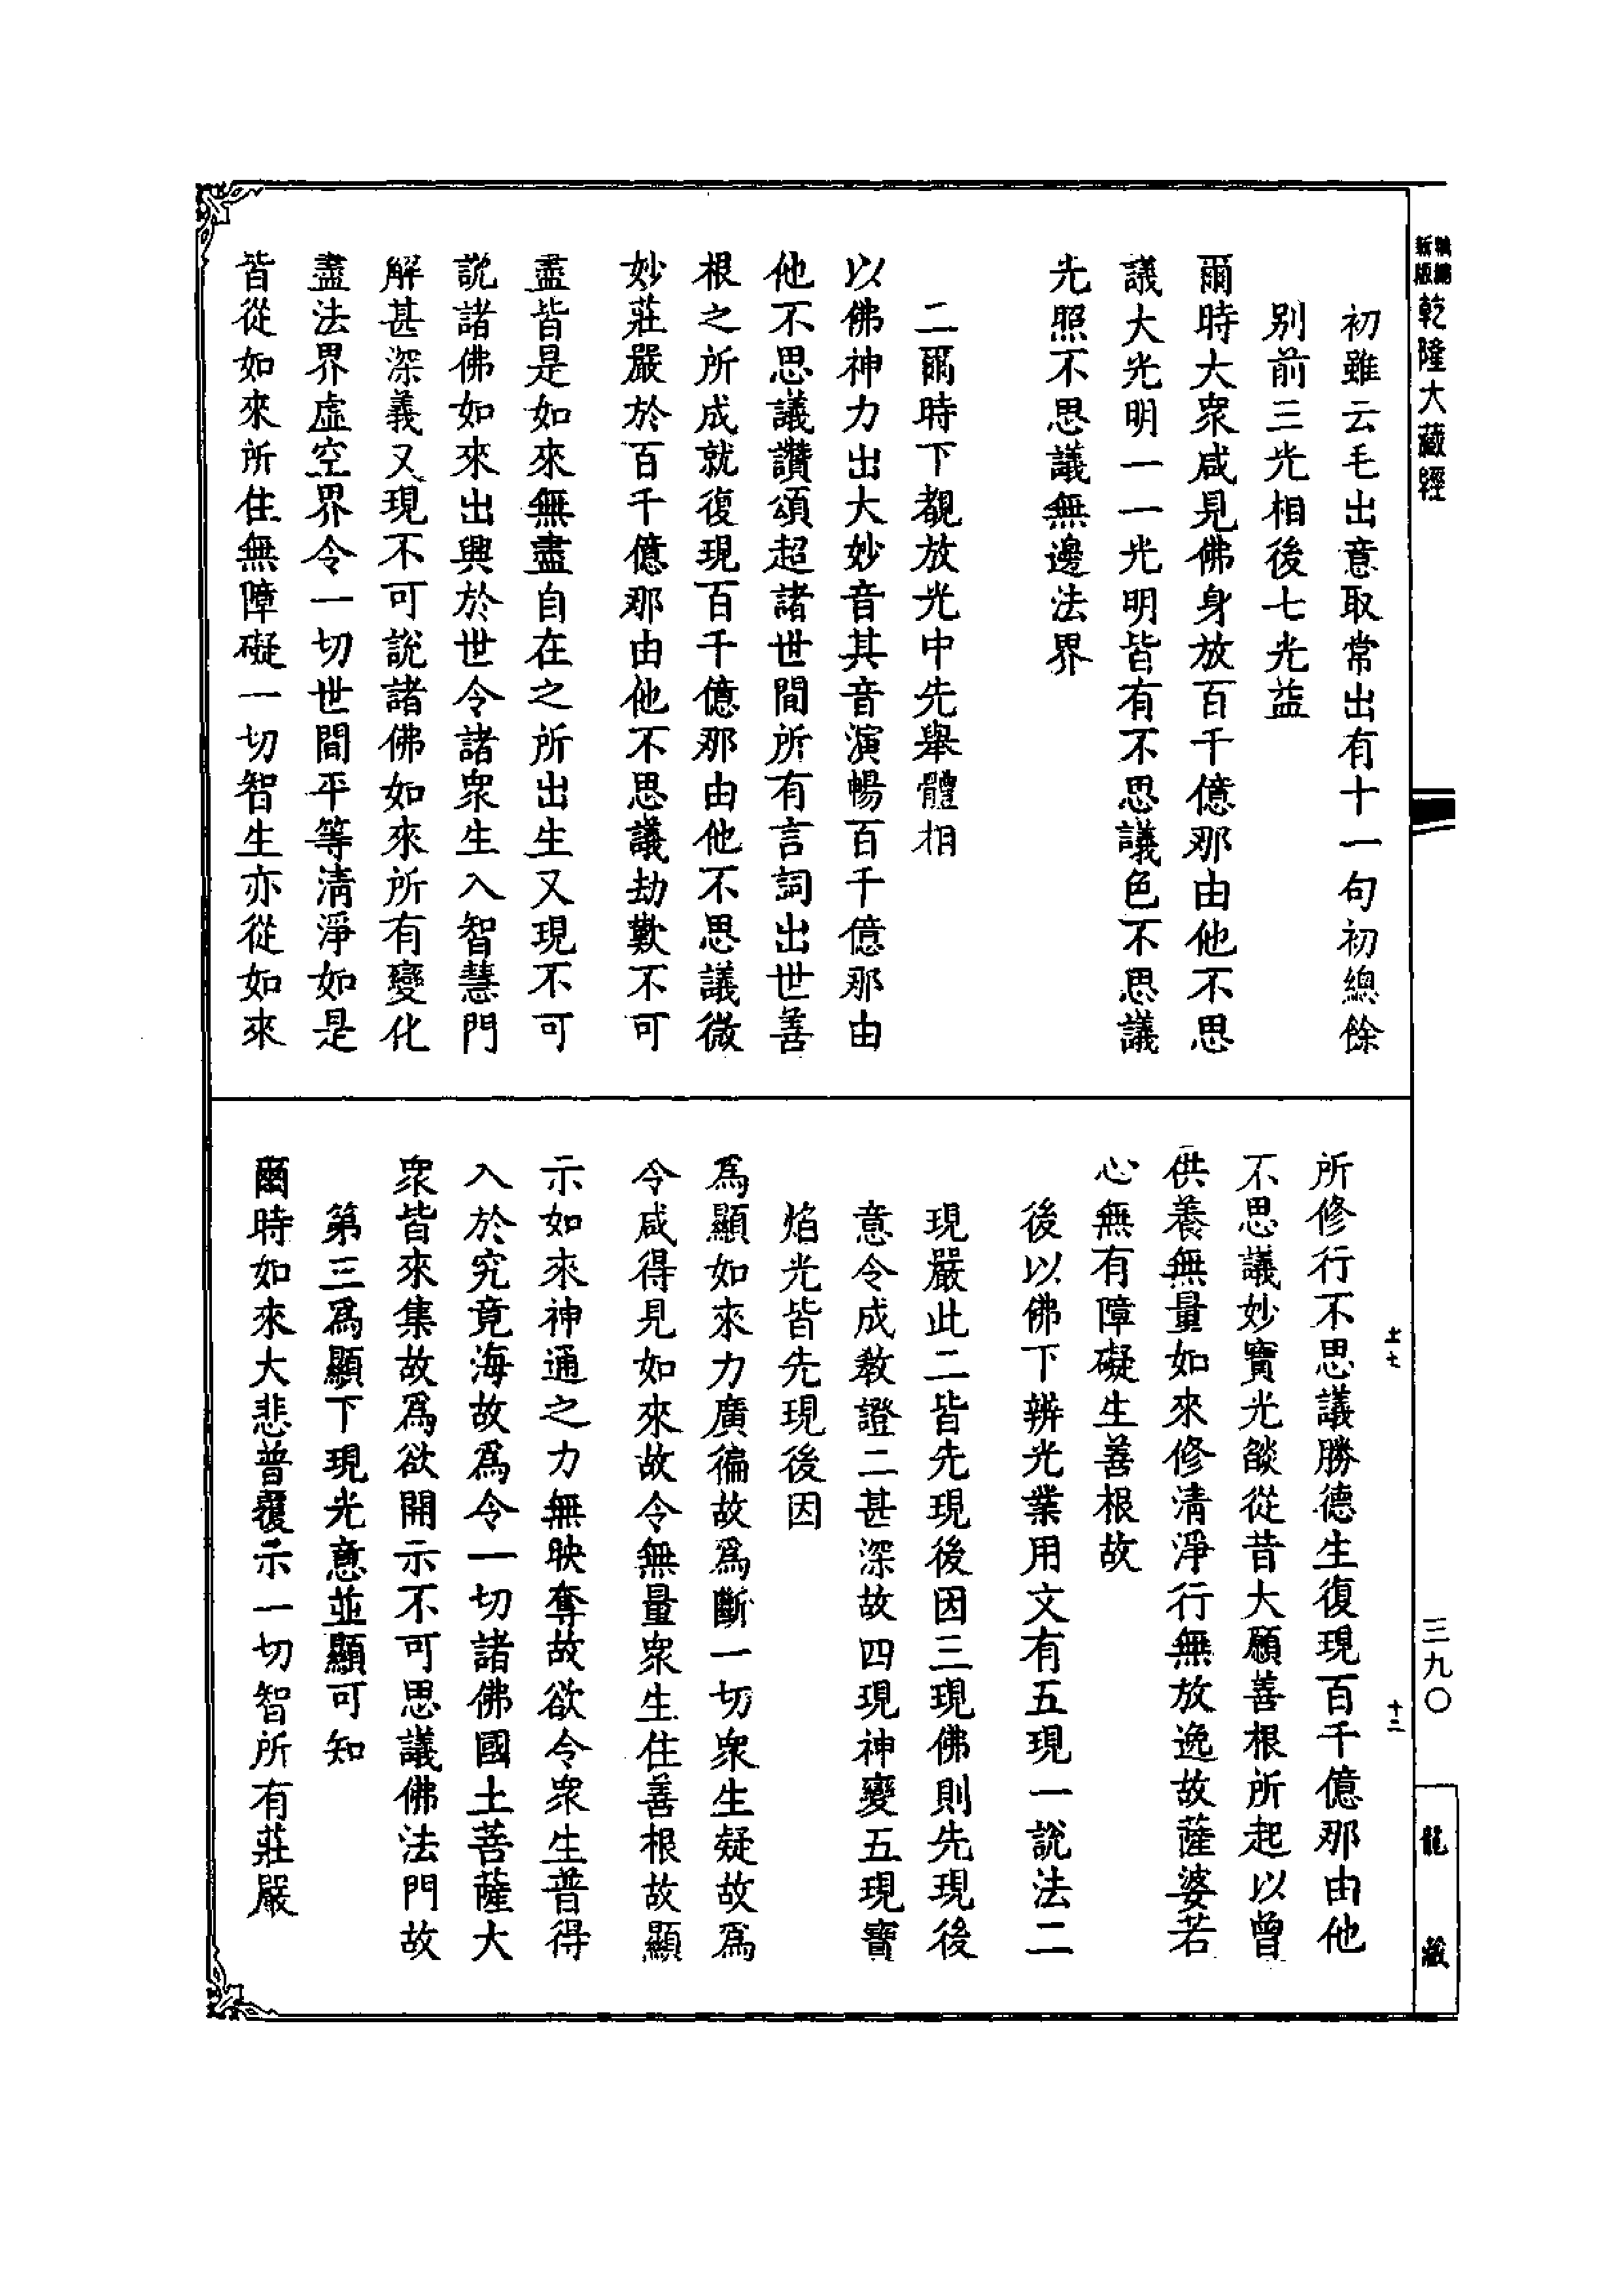 新編
新版
乾隆大藏經
初雖云毛出意取常出有十一句初總餘
別前三光相後七光益
爾時大衆咸見佛身放百千億那由他不思
議大光明一一光明皆有不思議色不思議
光照不思議無邊法界
二爾時下覩放光中先舉體相
以佛神力出大妙音其音演暢百千億那由
他不思議讚頌超諸世間所有言詞出世善
根之所成就復現百千億那由他不思議微
妙莊嚴於百千億那由他不思議劫歎不可
盡皆是如來無盡自在之所出生又現不可
說諸佛如來出興於世令諸衆生入智慧門
解甚深義又現不可說諸佛如來所有變化
盡法界虛空界令一切世間平等清淨如是
皆從如來所住無障礙一切智生亦從如來
所修行不思議勝德生復現百千億那由他
不思議妙寶光燄從昔大願善根所起以曾
供養無量如來修清淨行無放逸故薩婆若
心無有障礙生善根故
後以佛下辨光業用文有五現一說法二
現嚴此二皆先現後因三現佛則先現後
意令成教證二甚深故四現神變五現寶
焰光皆先現後因
爲顯如來力廣徧故爲斷一切衆生疑故爲
令咸得見如來故令無量衆生住善根故顯
示如來神通之力無映奪故欲令衆生普得
入於究竟海故爲令一切諸佛國土菩薩大
衆皆來集故爲欲開示不可思議佛法門故
第三爲顯下現光意並顯可知
爾時如來大悲普覆示一切智所有莊嚴
十二
三九〇
龍藏